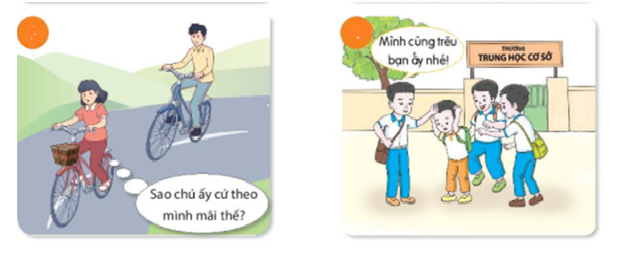 Sao chú ấy cứ theo
mình mãi thế?
Mình cùng trêu
bạn ấy nhé!
TRƯỜNG
TRUNG HỌC CƠ SỞ